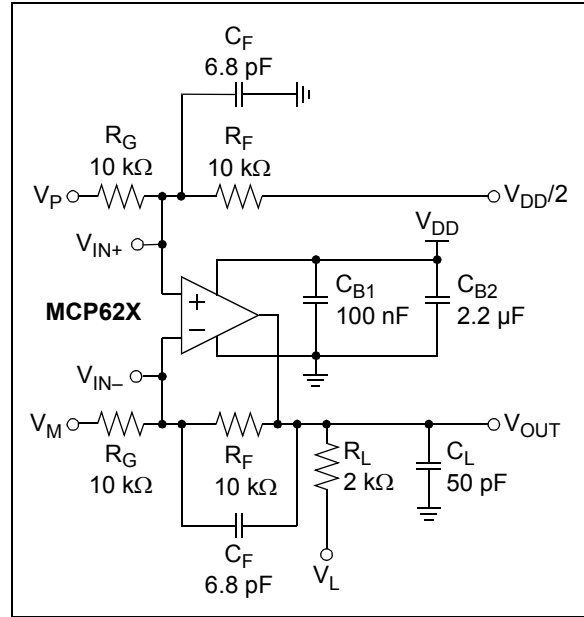 C_F
6.8 pF
R_G
10 kΩ
R_F
10 kΩ
V_P
V_DD/2
V_IN+
V_DD
MCP62X
+
−
C_B1
100 nF
C_B2
2.2 µF
V_IN–
V_M
V_OUT
R_G
10 kΩ
R_F
10 kΩ
R_L
2 kΩ
C_L
50 pF
C_F
6.8 pF
V_L